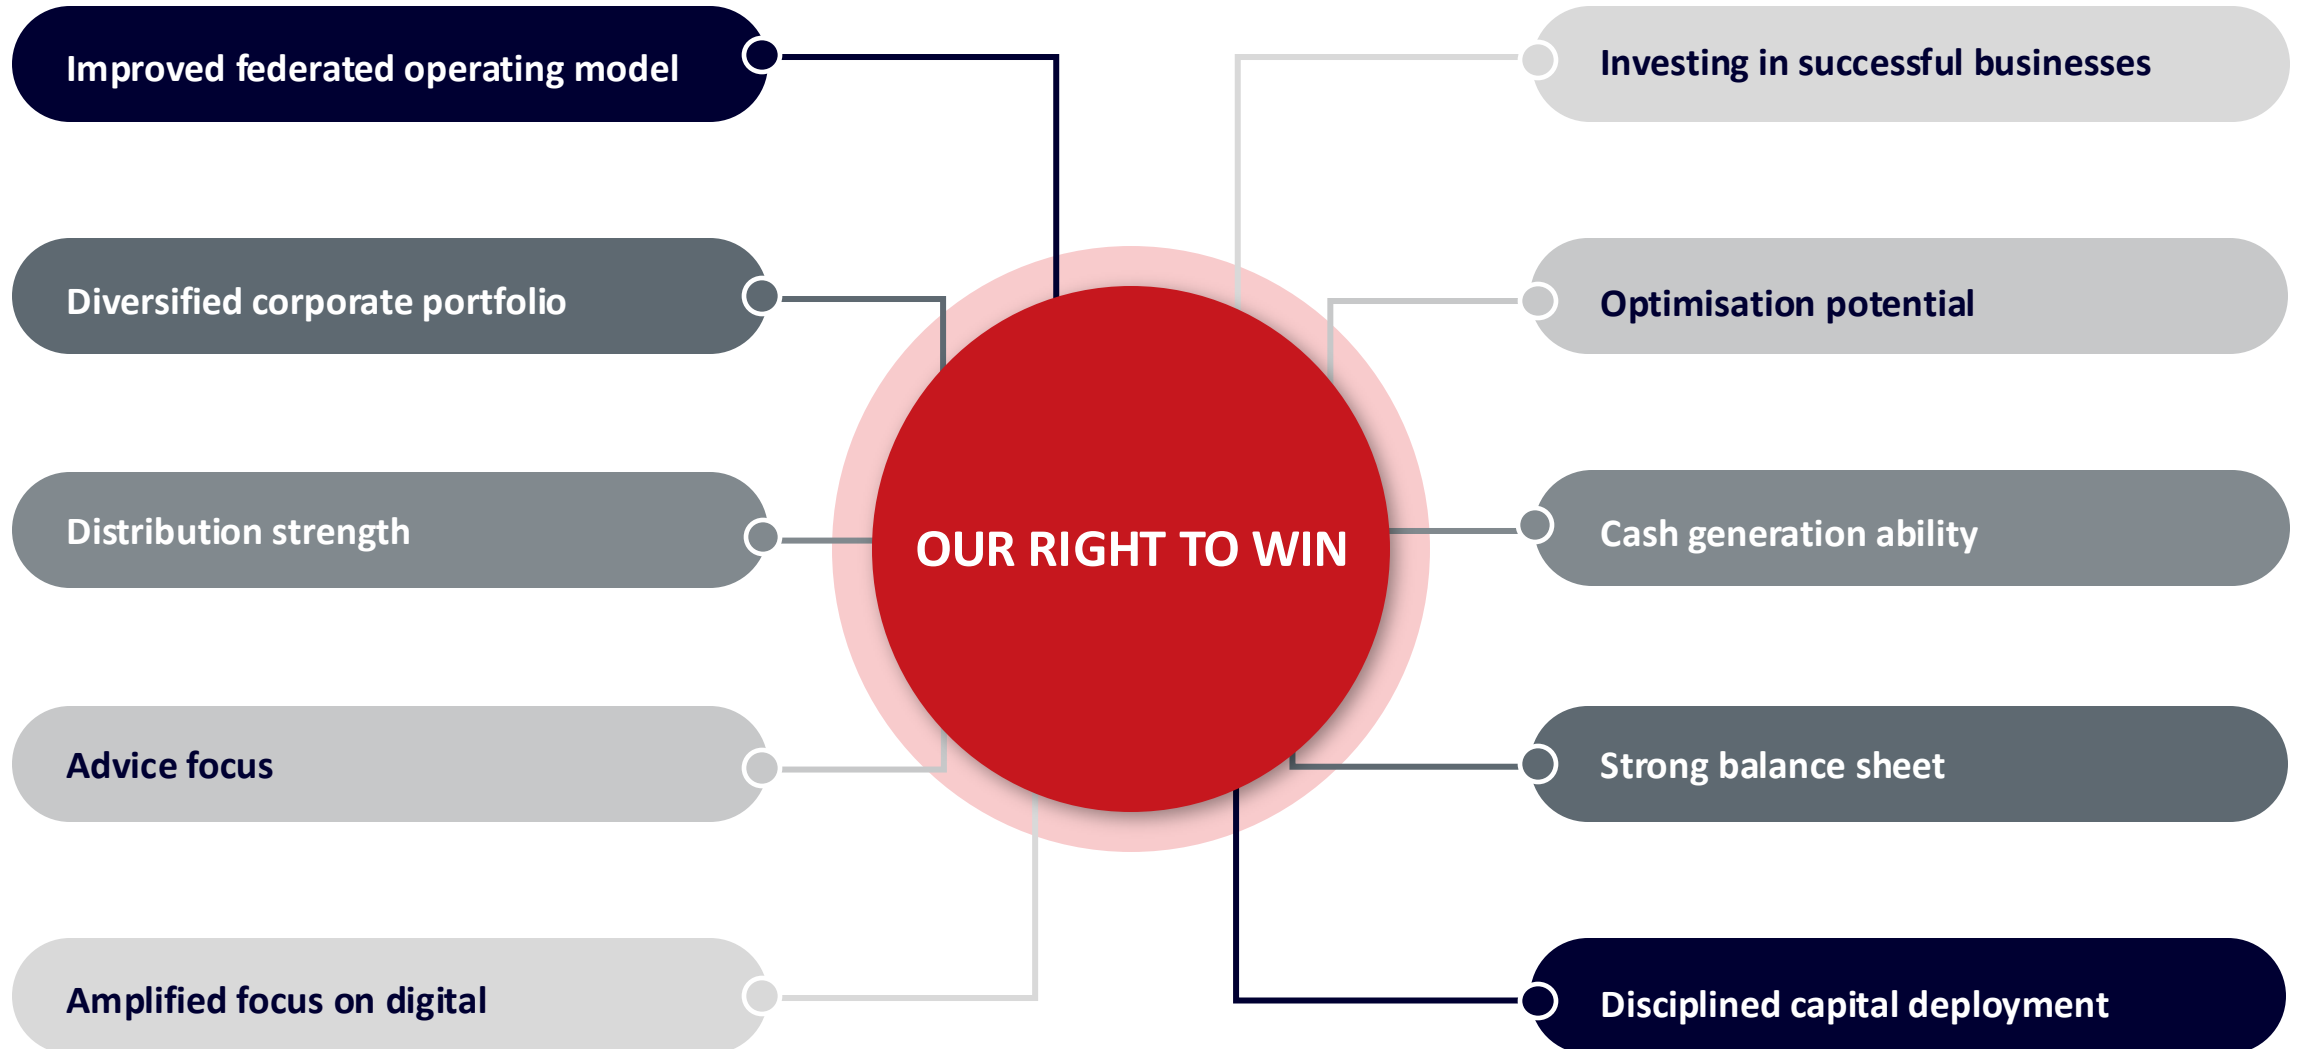 Improved federated operating model
Diversified corporate portfolio
Distribution strength
Advice focus
Amplified focus on digital
OUR RIGHT TO WIN
Investing in successful businesses
Optimisation potential
Cash generation ability
Strong balance sheet
Disciplined capital deployment